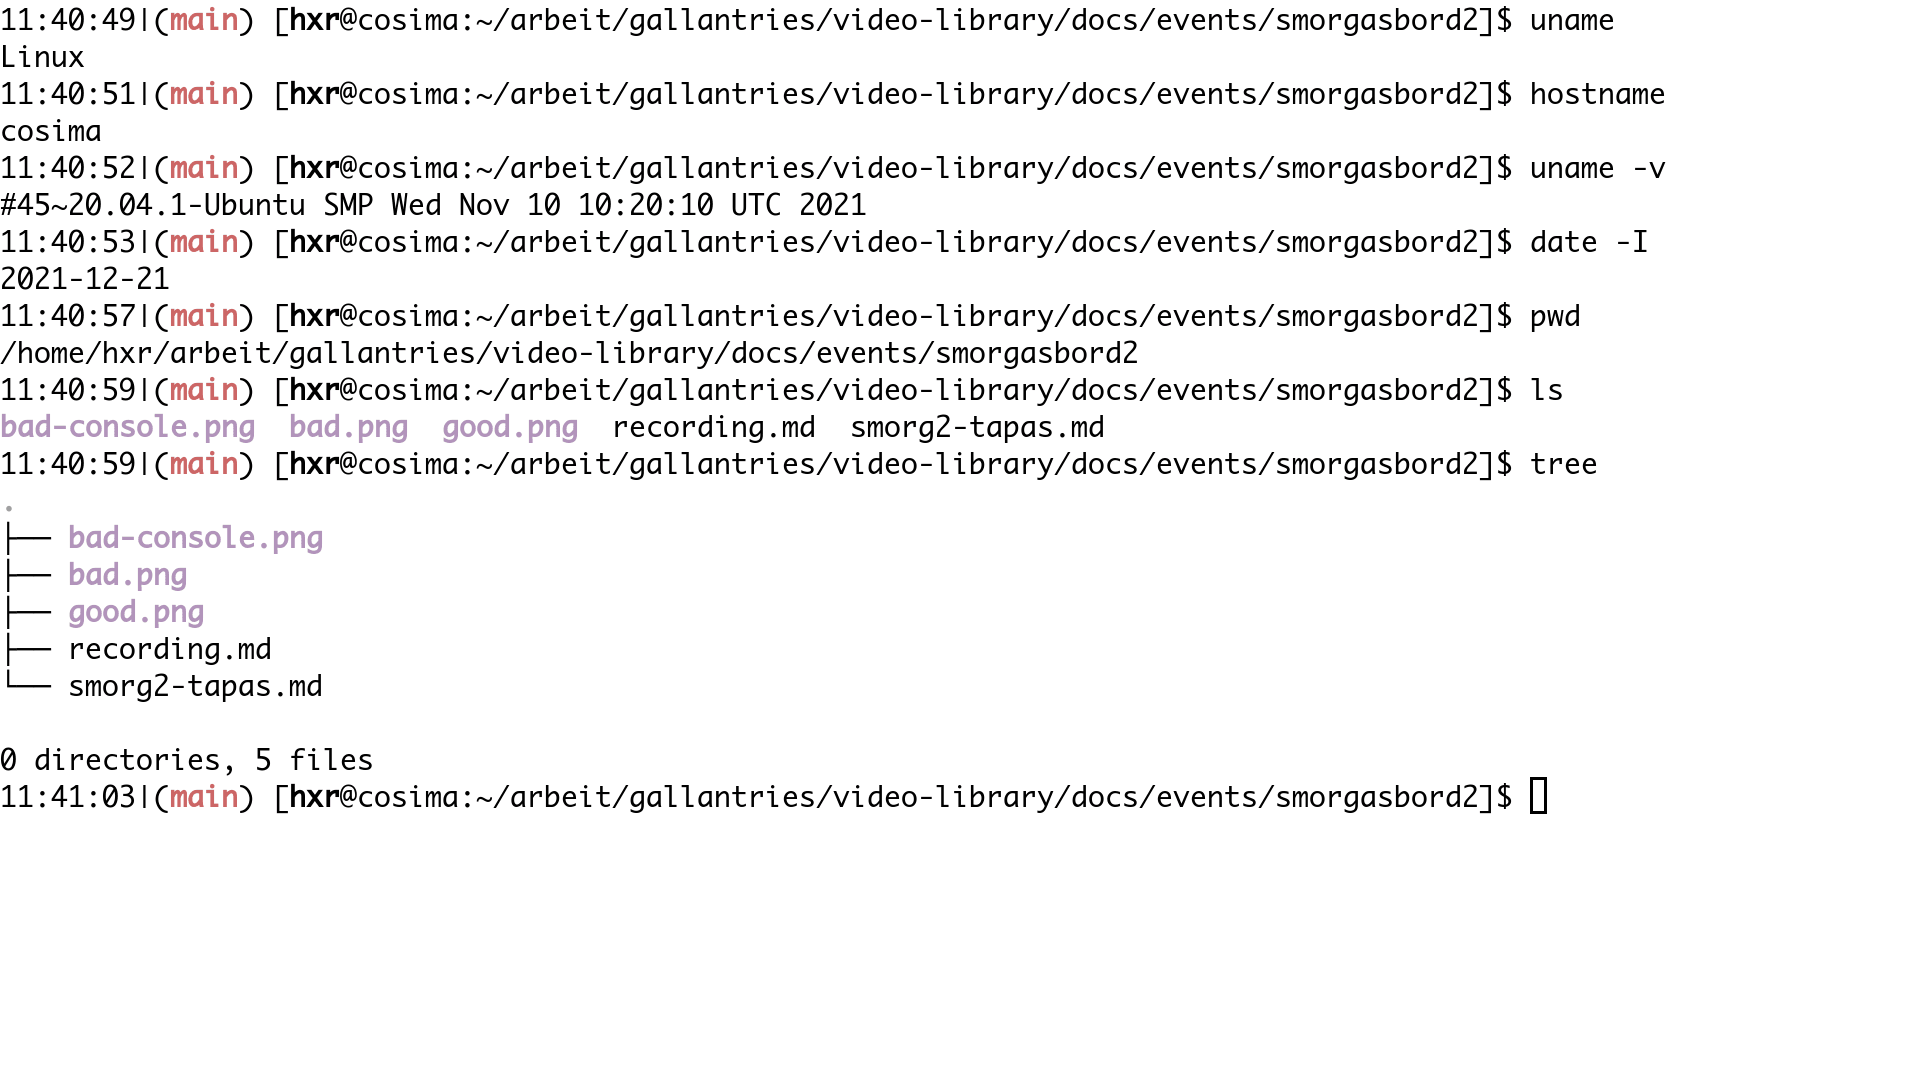 11:40:49|(main) [hxr@cosima:~/arbeit/gallantries/video-library/docs/events/smorgasbord2]$ uname
Linux
11:40:51|(main) [hxr@cosima:~/arbeit/gallantries/video-library/docs/events/smorgasbord2]$ hostname
cosima
11:40:52|(main) [hxr@cosima:~/arbeit/gallantries/video-library/docs/events/smorgasbord2]$ uname -v
#45~20.04.1-Ubuntu SMP Wed Nov 10 10:20:10 UTC 2021
11:40:53|(main) [hxr@cosima:~/arbeit/gallantries/video-library/docs/events/smorgasbord2]$ date -I
2021-12-21
11:40:57|(main) [hxr@cosima:~/arbeit/gallantries/video-library/docs/events/smorgasbord2]$ pwd
/home/hxr/arbeit/gallantries/video-library/docs/events/smorgasbord2
11:40:59|(main) [hxr@cosima:~/arbeit/gallantries/video-library/docs/events/smorgasbord2]$ ls
bad-console.png  bad.png  good.png  recording.md  smorg2-tapas.md
11:40:59|(main) [hxr@cosima:~/arbeit/gallantries/video-library/docs/events/smorgasbord2]$ tree
.
├── bad-console.png
├── bad.png
├── good.png
├── recording.md
└── smorg2-tapas.md
0 directories, 5 files
11:41:03|(main) [hxr@cosima:~/arbeit/gallantries/video-library/docs/events/smorgasbord2]$